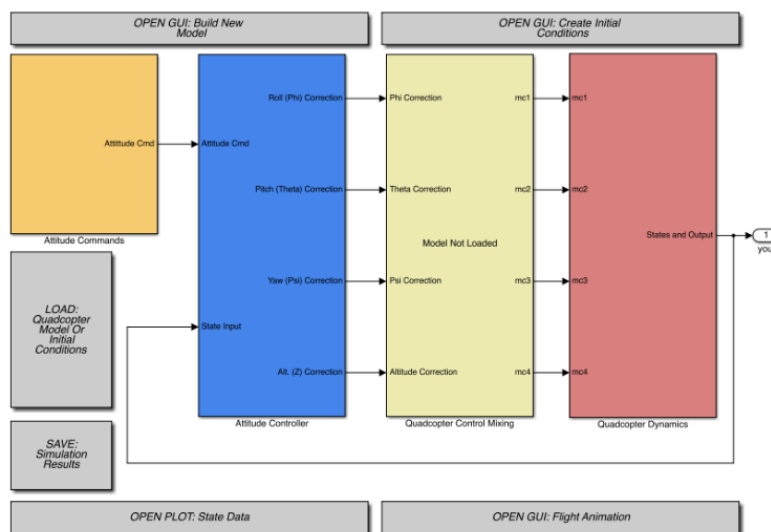 OPEN GUI: Build New
Model
OPEN GUI: Create Initial
Conditions
Attittude Cmd
Attitude Commands
Roll (Phi) Correction
Attitude Cmd
Pitch (Theta) Correction
Yaw (Psi) Correction
State Input
Alt. (Z) Correction
Attitude Controller
Phi Correction
mc1
Theta Correction
mc2
Model Not Loaded
Psi Correction
mc3
Altitude Correction
mc4
Quadcopter Control Mixing
mc1
mc2
States and Output
mc3
mc4
Quadcopter Dynamics
1
you
LOAD:
Quadcopter
Model Or
Initial
Conditions
SAVE:
Simulation
Results
OPEN PLOT: State Data
OPEN GUI: Flight Animation